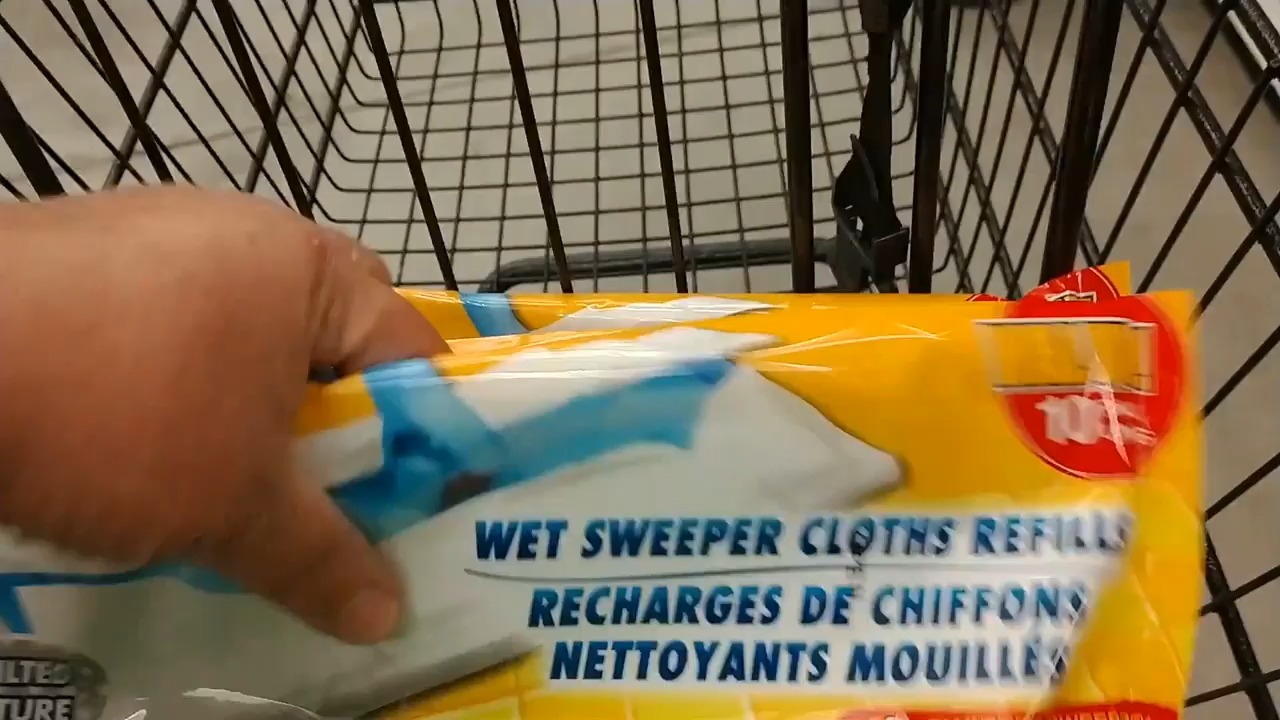 WET SWEEPER CLOTHS REFILLS
RECHARGES DE CHIFFONS
NETTOYANTS MOUILLÉS